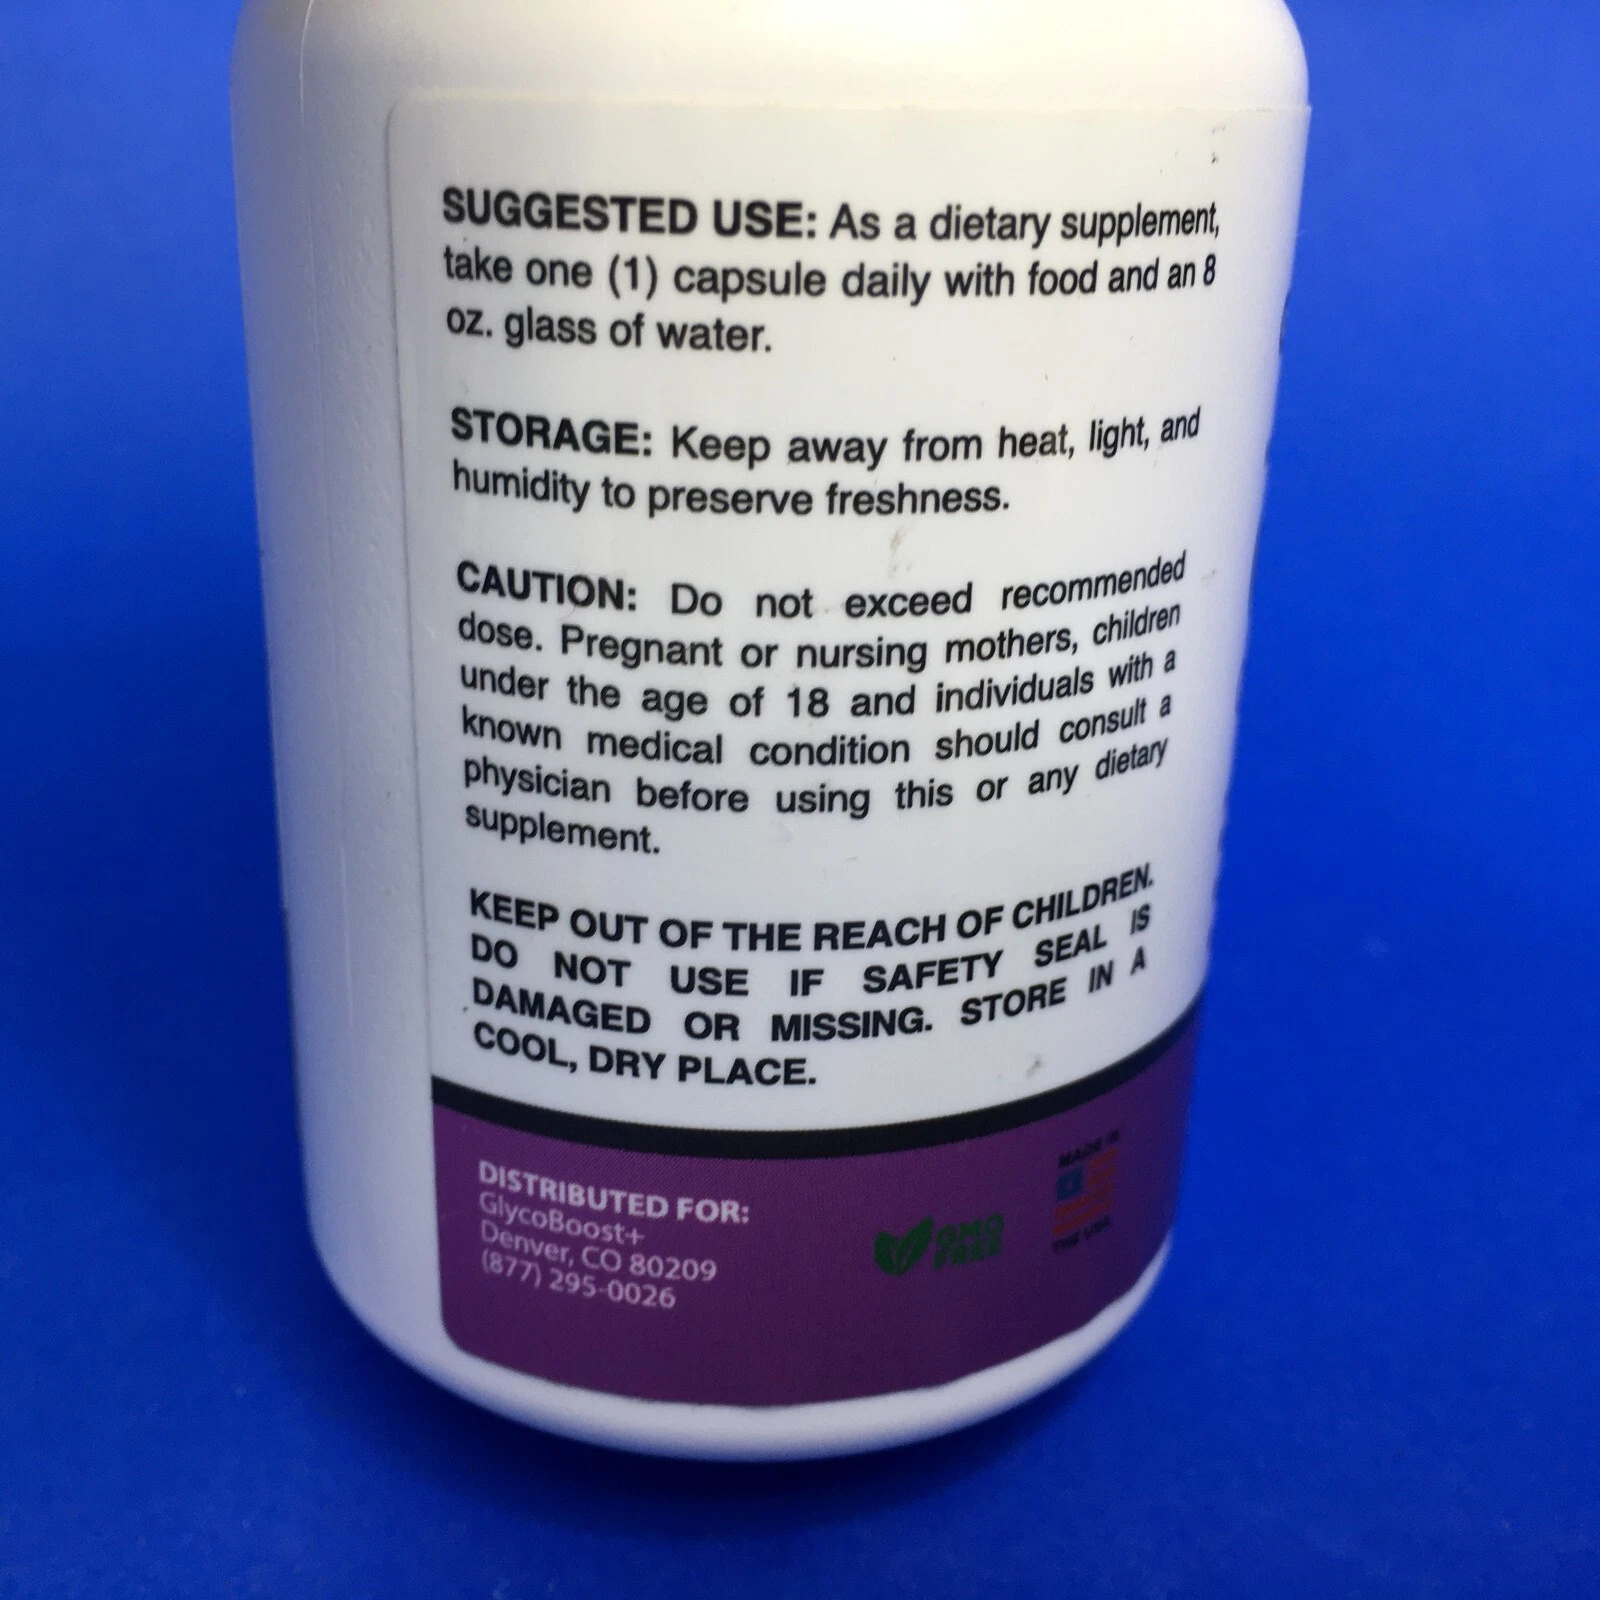 SUGGESTED USE: As a dietary supplement,
take one (1) capsule daily with food and an 8
oz. glass of water.
STORAGE: Keep away from heat, light, and
humidity to preserve freshness.
CAUTION: Do not exceed recommended
dose. Pregnant or nursing mothers, children
under the age of 18 and individuals with a
known medical condition should consult a
physician before using this or any dietary
supplement.
KEEP OUT OF THE REACH OF CHILDREN.
DO NOT USE IF SAFETY SEAL IS
DAMAGED OR MISSING. STORE IN A
COOL, DRY PLACE.
DISTRIBUTED FOR:
GlycoBoost+
Denver, CO 80209
(877) 295-0026
GMO
FREE
MADE IN
THE USA